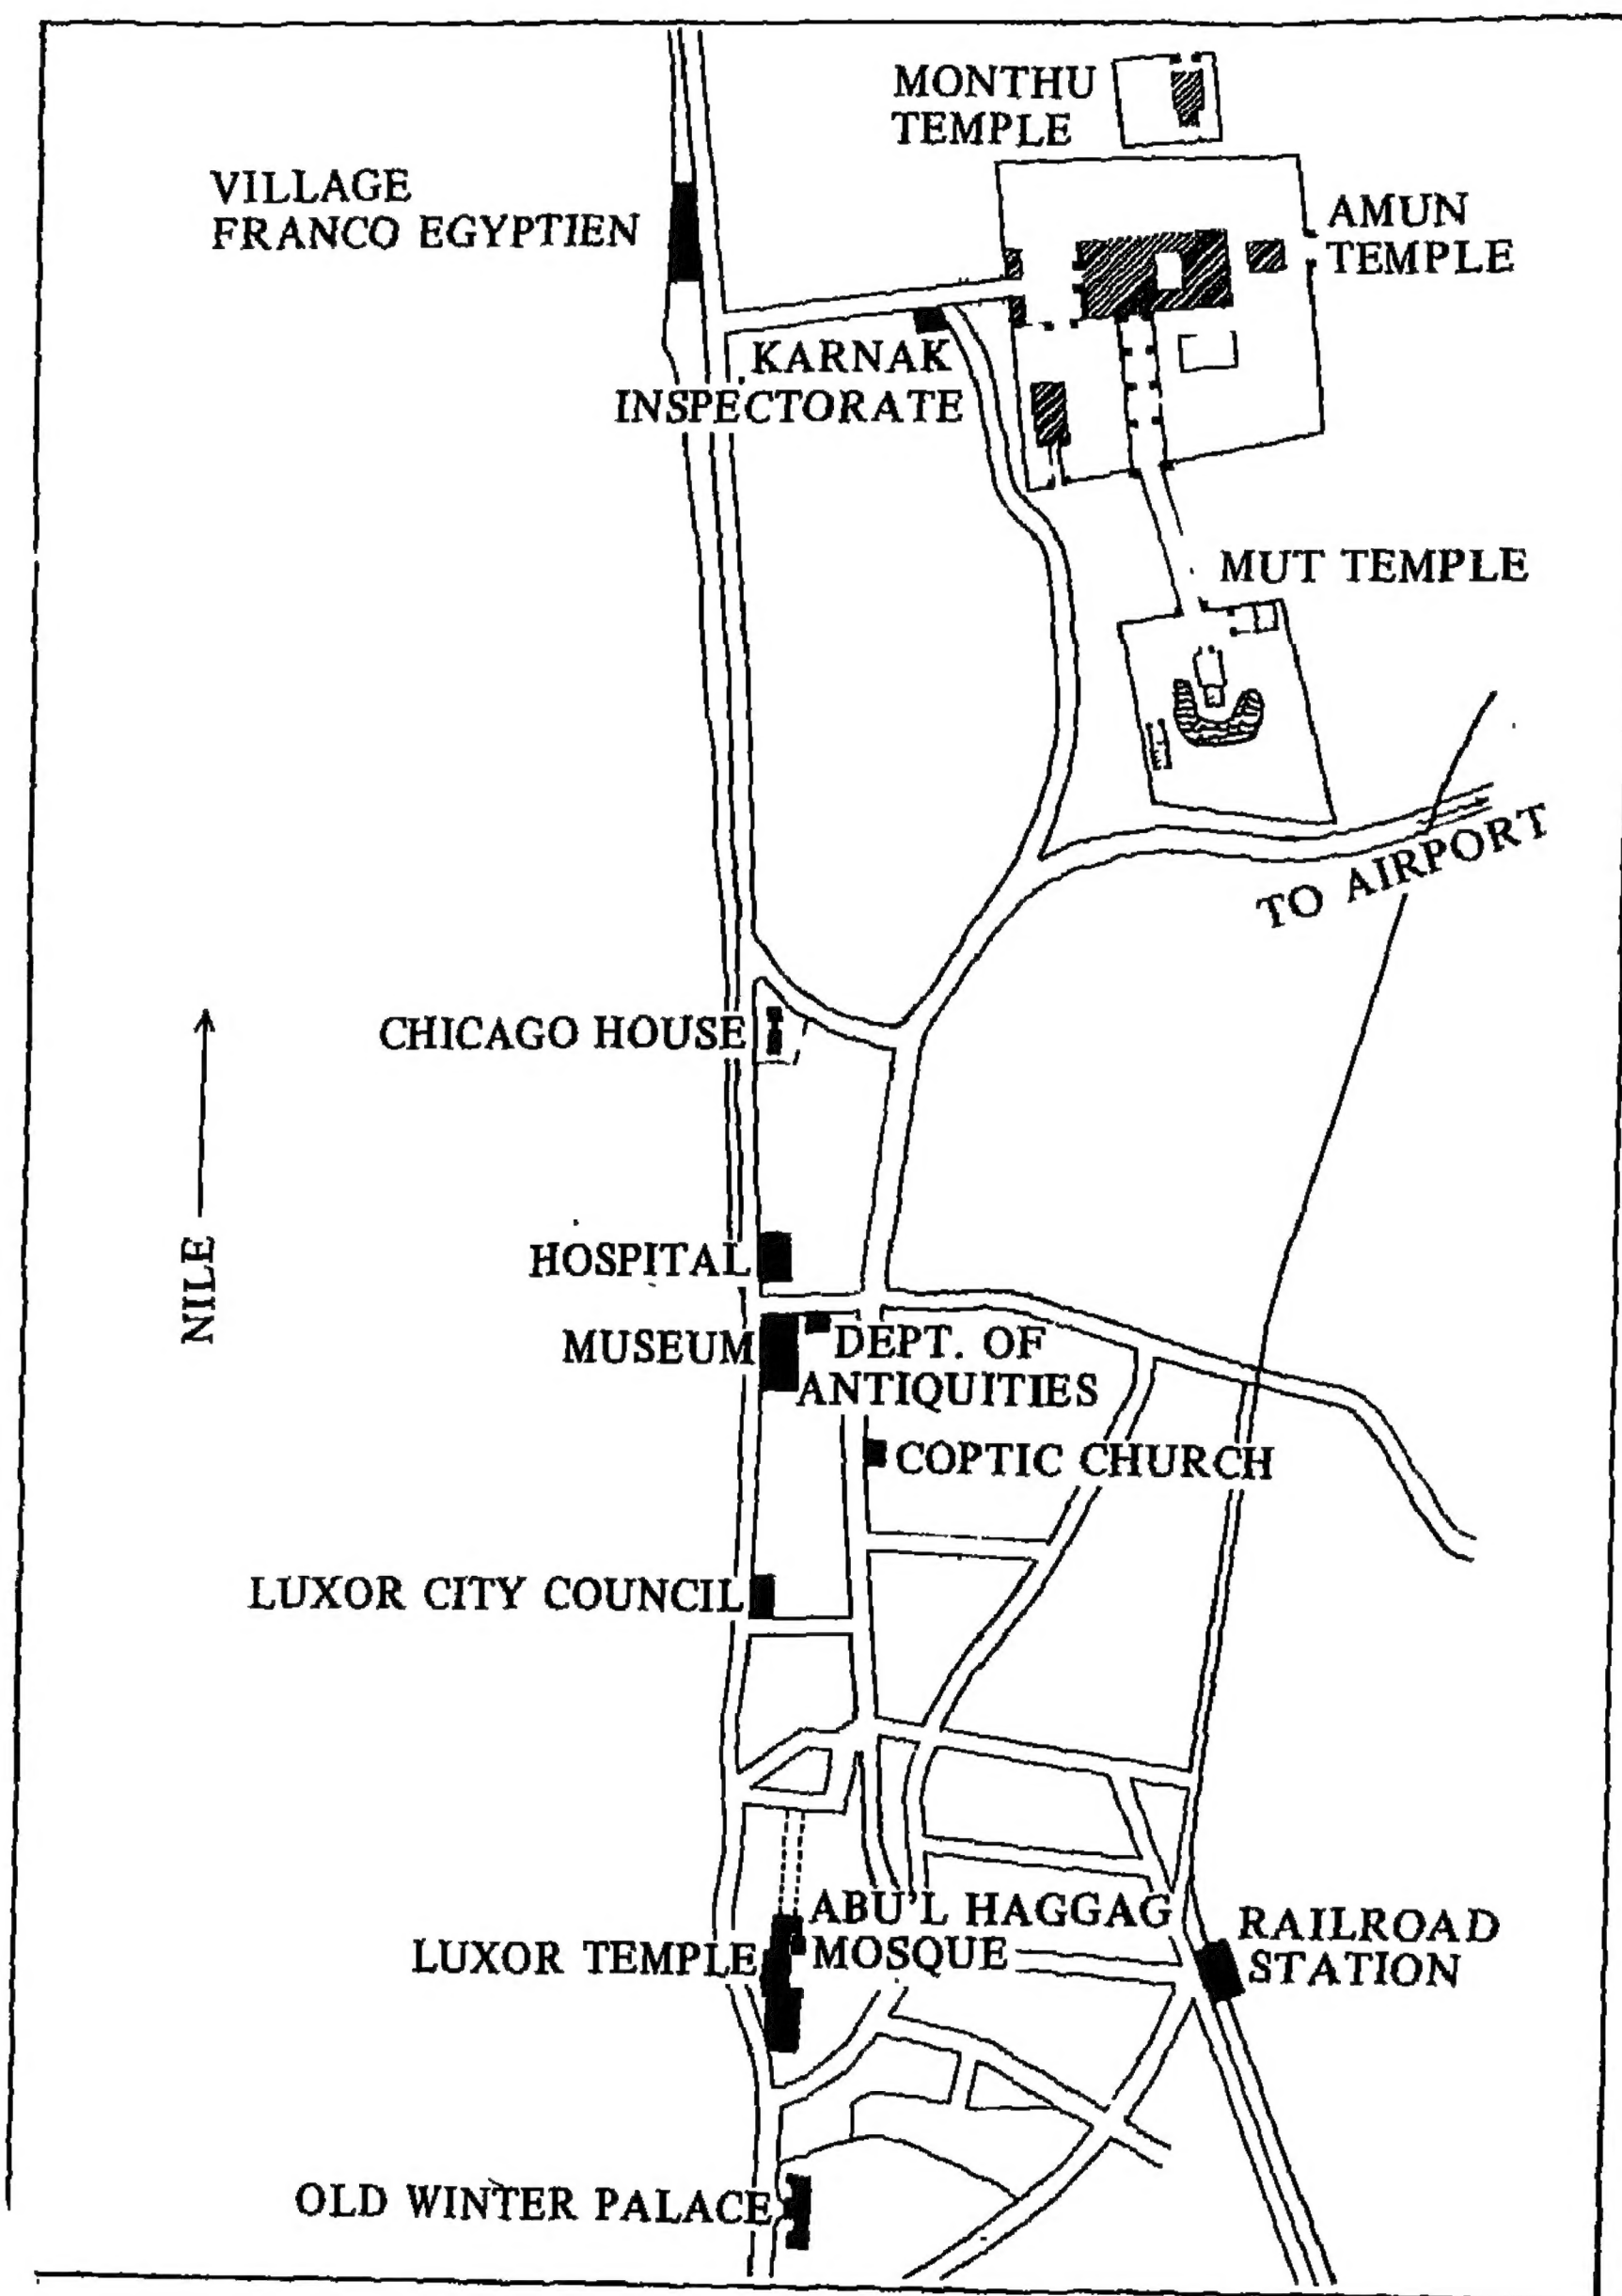 MONTHU
TEMPLE
VILLAGE
FRANCO EGYPTIEN
AMUN
TEMPLE
KARNAK
INSPECTORATE
MUT TEMPLE
TO AIRPORT
CHICAGO HOUSE
NILE
HOSPITAL
MUSEUM
DEPT. OF
ANTIQUITIES
COPTIC CHURCH
LUXOR CITY COUNCIL
ABU'L HAGGAG
MOSQUE
LUXOR TEMPLE
RAILROAD
STATION
OLD WINTER PALACE